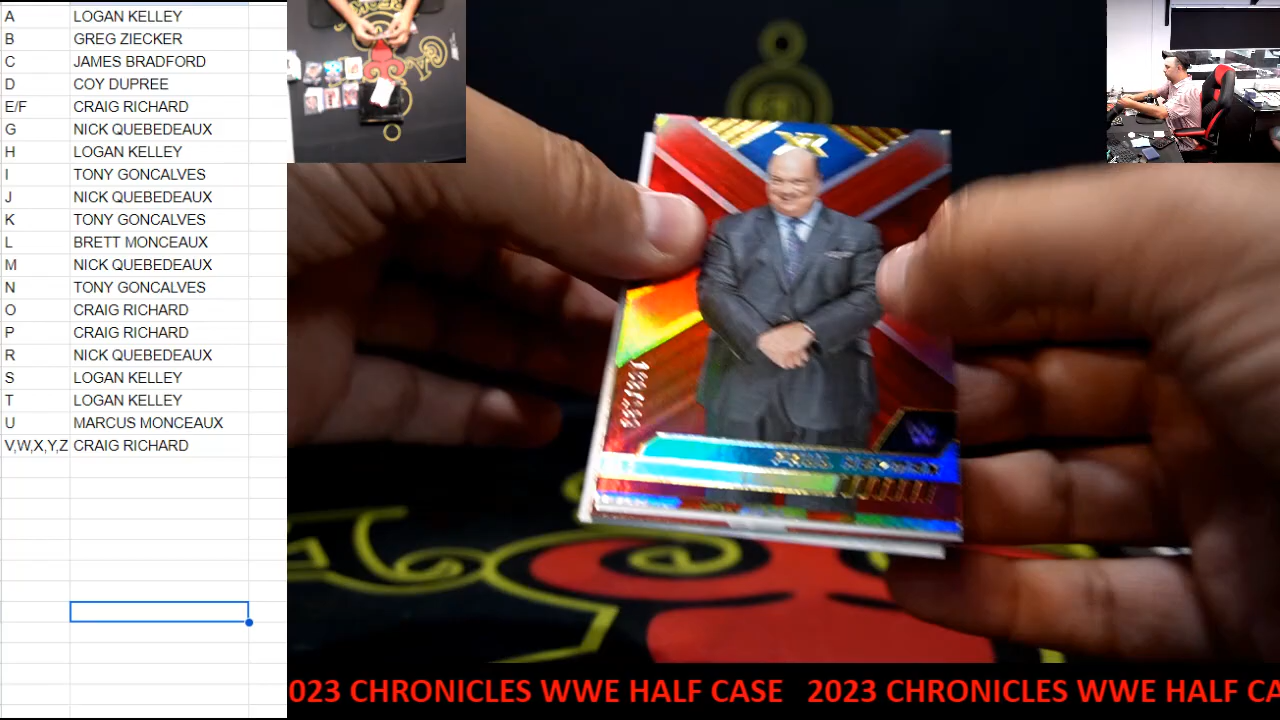 A LOGAN KELLEY
B GREG ZIECKER
C JAMES BRADFORD
D COY DUPREE
E/F CRAIG RICHARD
G NICK QUEBEDEAUX
H LOGAN KELLEY
I TONY GONCALVES
J NICK QUEBEDEAUX
K TONY GONCALVES
L BRETT MONCEAUX
M NICK QUEBEDEAUX
N TONY GONCALVES
O CRAIG RICHARD
P CRAIG RICHARD
R NICK QUEBEDEAUX
S LOGAN KELLEY
T LOGAN KELLEY
U MARCUS MONCEAUX
V,W,X,Y,Z CRAIG RICHARD
PAUL HEYMAN
023 CHRONICLES WWE HALF CASE 2023 CHRONICLES WWE HALF CA